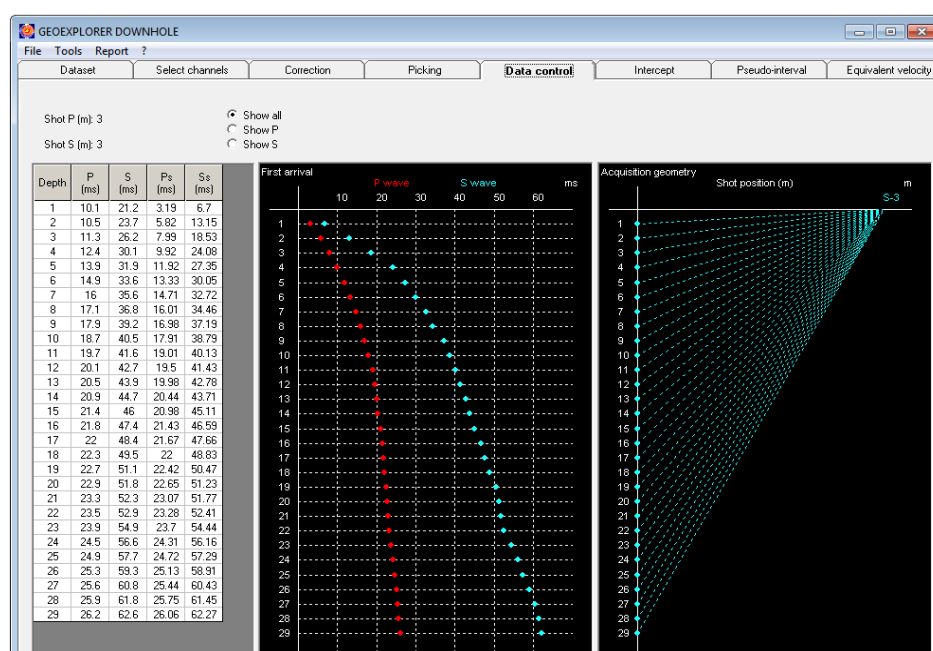 GEOEXPLORER DOWNHOLE
File Tools Report ?
Dataset Select channels Correction Picking Data control Intercept Pseudo-interval Equivalent velocity
Shot P (m): 3
Shot S (m): 3
Show all
Show P
Show S
Depth P (ms) S (ms) Ps (ms) Ss (ms)
1 10.1 21.2 3.19 6.7
2 10.5 23.7 5.82 13.15
3 11.3 26.2 7.99 18.53
4 12.4 30.1 9.92 24.08
5 13.9 31.9 11.92 27.35
6 14.9 33.6 13.33 30.05
7 16 35.6 14.71 32.72
8 17.1 36.8 16.01 34.46
9 17.9 39.2 16.98 37.19
10 18.7 40.5 17.91 38.79
11 19.7 41.6 19.01 40.13
12 20.1 42.7 19.5 41.43
13 20.5 43.9 19.98 42.78
14 20.9 44.7 20.44 43.71
15 21.4 46 20.98 45.11
16 21.8 47.4 21.43 46.59
17 22 48.4 21.67 47.66
18 22.3 49.5 22 48.83
19 22.7 51.1 22.42 50.47
20 22.9 51.8 22.65 51.23
21 23.3 52.3 23.07 51.77
22 23.5 52.9 23.28 52.41
23 23.9 54.9 23.7 54.44
24 24.5 56.6 24.31 56.16
25 24.9 57.7 24.72 57.29
26 25.3 59.3 25.13 58.91
27 25.6 60.8 25.44 60.43
28 25.9 61.8 25.75 61.45
29 26.2 62.6 26.06 62.27
First arrival
P wave S wave ms
10 20 30 40 50 60
1
2
3
4
5
6
7
8
9
10
11
12
13
14
15
16
17
18
19
20
21
22
23
24
25
26
27
28
29
Acquisition geometry
Shot position (m) m
S-3
1
2
3
4
5
6
7
8
9
10
11
12
13
14
15
16
17
18
19
20
21
22
23
24
25
26
27
28
29